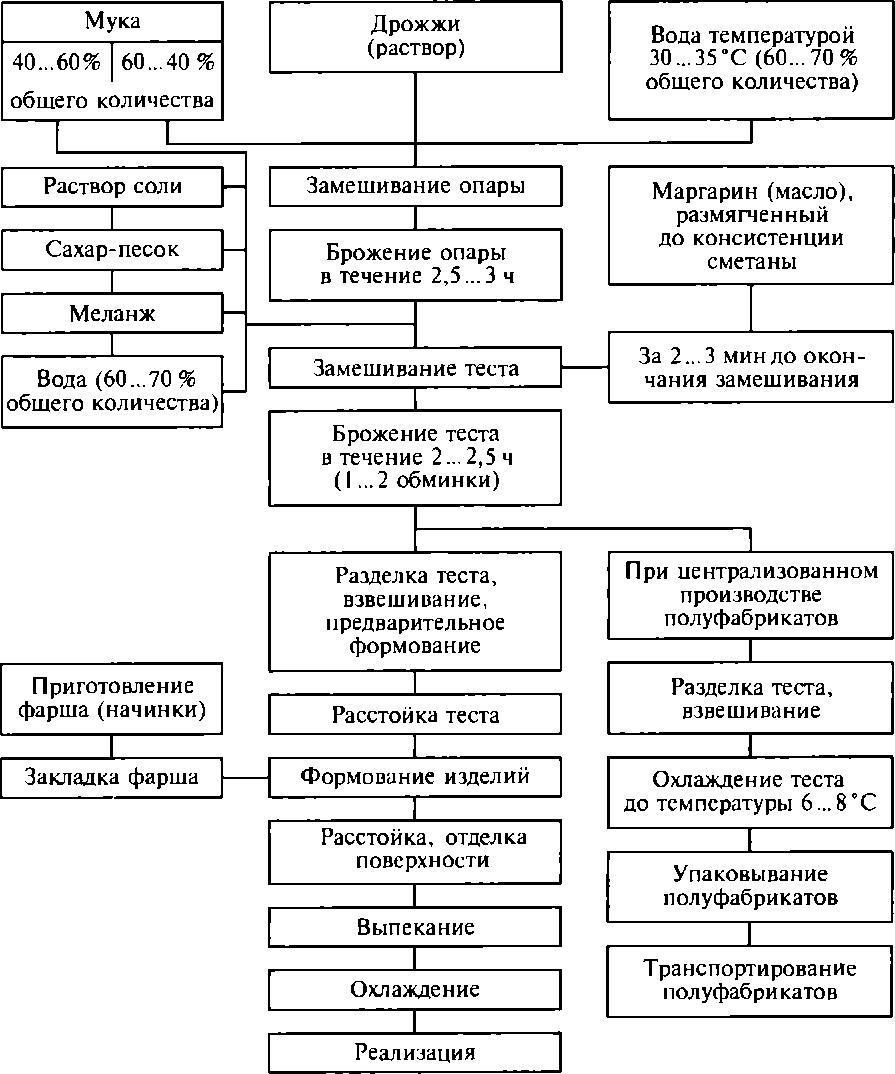 Мука
40...60% 60...40 %
общего количества
Дрожжи
(раствор)
Вода температурой
30...35°С (60...70 %
общего количества)
Раствор соли
Сахар-песок
Меланж
Вода (60...70 %
общего количества)
Замешивание опары
Брожение опары
в течение 2,5...3 ч
Маргарин (масло),
размягченный
до консистенции
сметаны
Замешивание теста
За 2...3 мин до окон-
чания замешивания
Брожение теста
в течение 2...2,5 ч
(1...2 обминки)
Разделка теста,
взвешивание,
предварительное
формование
Приготовление
фарша (начинки)
Расстойка теста
Закладка фарша
Формование изделий
Расстойка, отделка
поверхности
Выпекание
Охлаждение
Реализация
При централизованном
производстве
полуфабрикатов
Разделка теста,
взвешивание
Охлаждение теста
до температуры 6...8°С
Упаковывание
полуфабрикатов
Транспортирование
полуфабрикатов